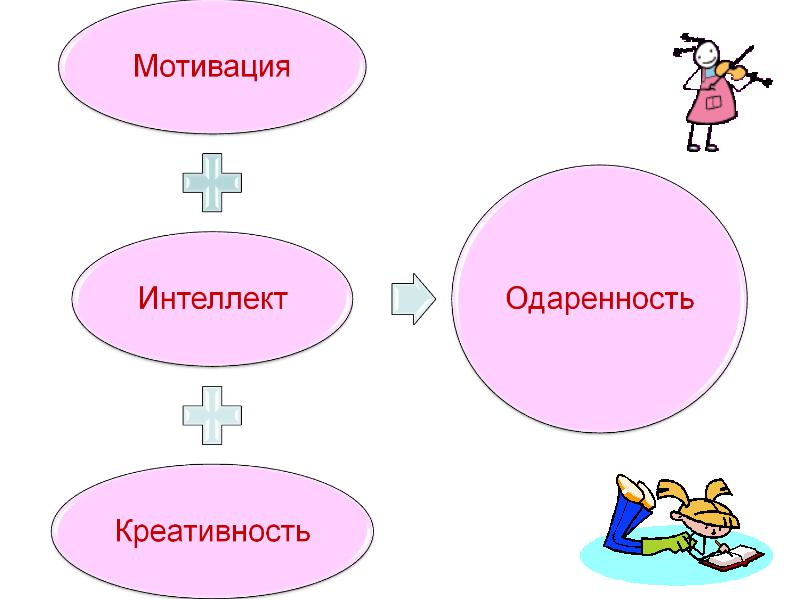 Мотивация
Интеллект
Одаренность
Креативность